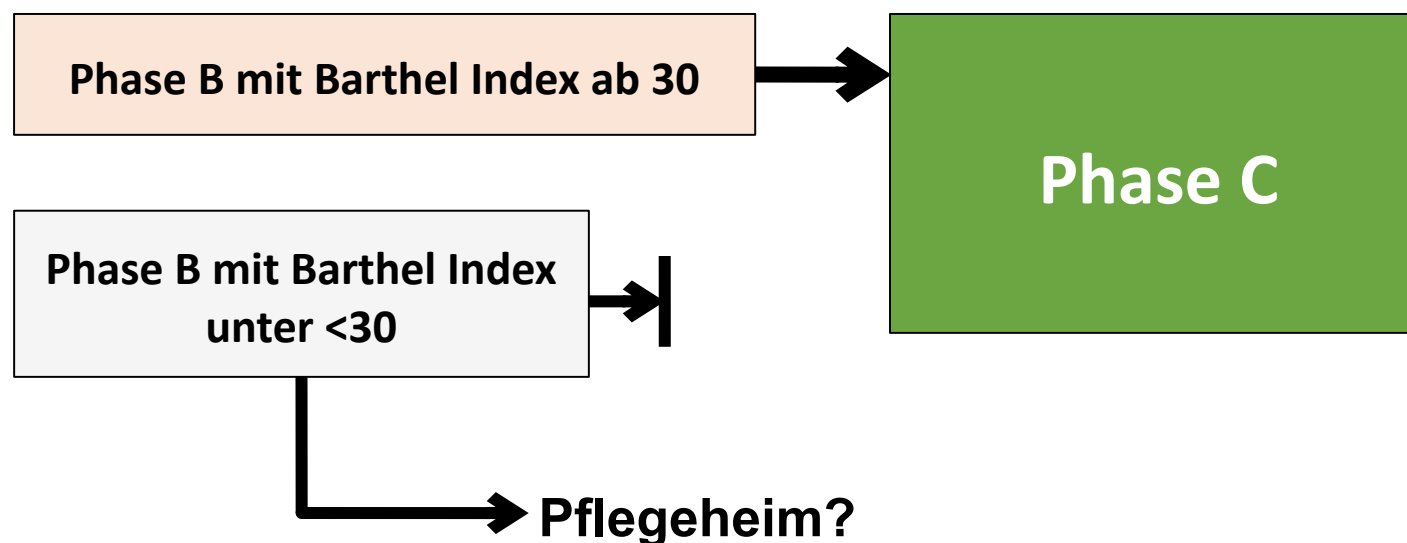 Phase B mit Barthel Index ab 30
Phase C
Phase B mit Barthel Index
unter <30
Pflegeheim?